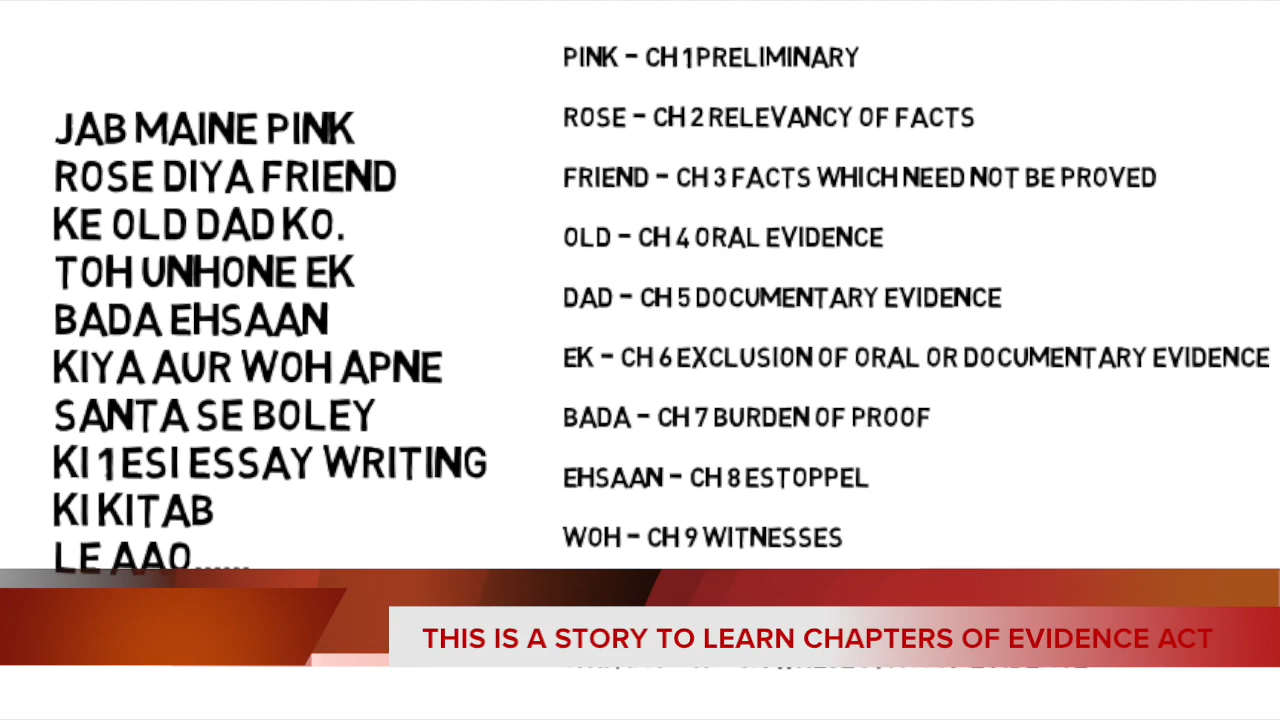 JAB MAINE PINK
ROSE DIYA FRIEND
KE OLD DAD KO.
TOH UNHONE EK
BADA EHSAAN
KIYA AUR WOH APNE
SANTA SE BOLEY
KI 1 ESI ESSAY WRITING
KI KITAB
LE AAO......
PINK - CH 1 PRELIMINARY
ROSE - CH 2 RELEVANCY OF FACTS
FRIEND - CH 3 FACTS WHICH NEED NOT BE PROVED
OLD - CH 4 ORAL EVIDENCE
DAD - CH 5 DOCUMENTARY EVIDENCE
EK - CH 6 EXCLUSION OF ORAL OR DOCUMENTARY EVIDENCE
BADA - CH 7 BURDEN OF PROOF
EHSAAN - CH 8 ESTOPPEL
WOH - CH 9 WITNESSES
THIS IS A STORY TO LEARN CHAPTERS OF EVIDENCE ACT